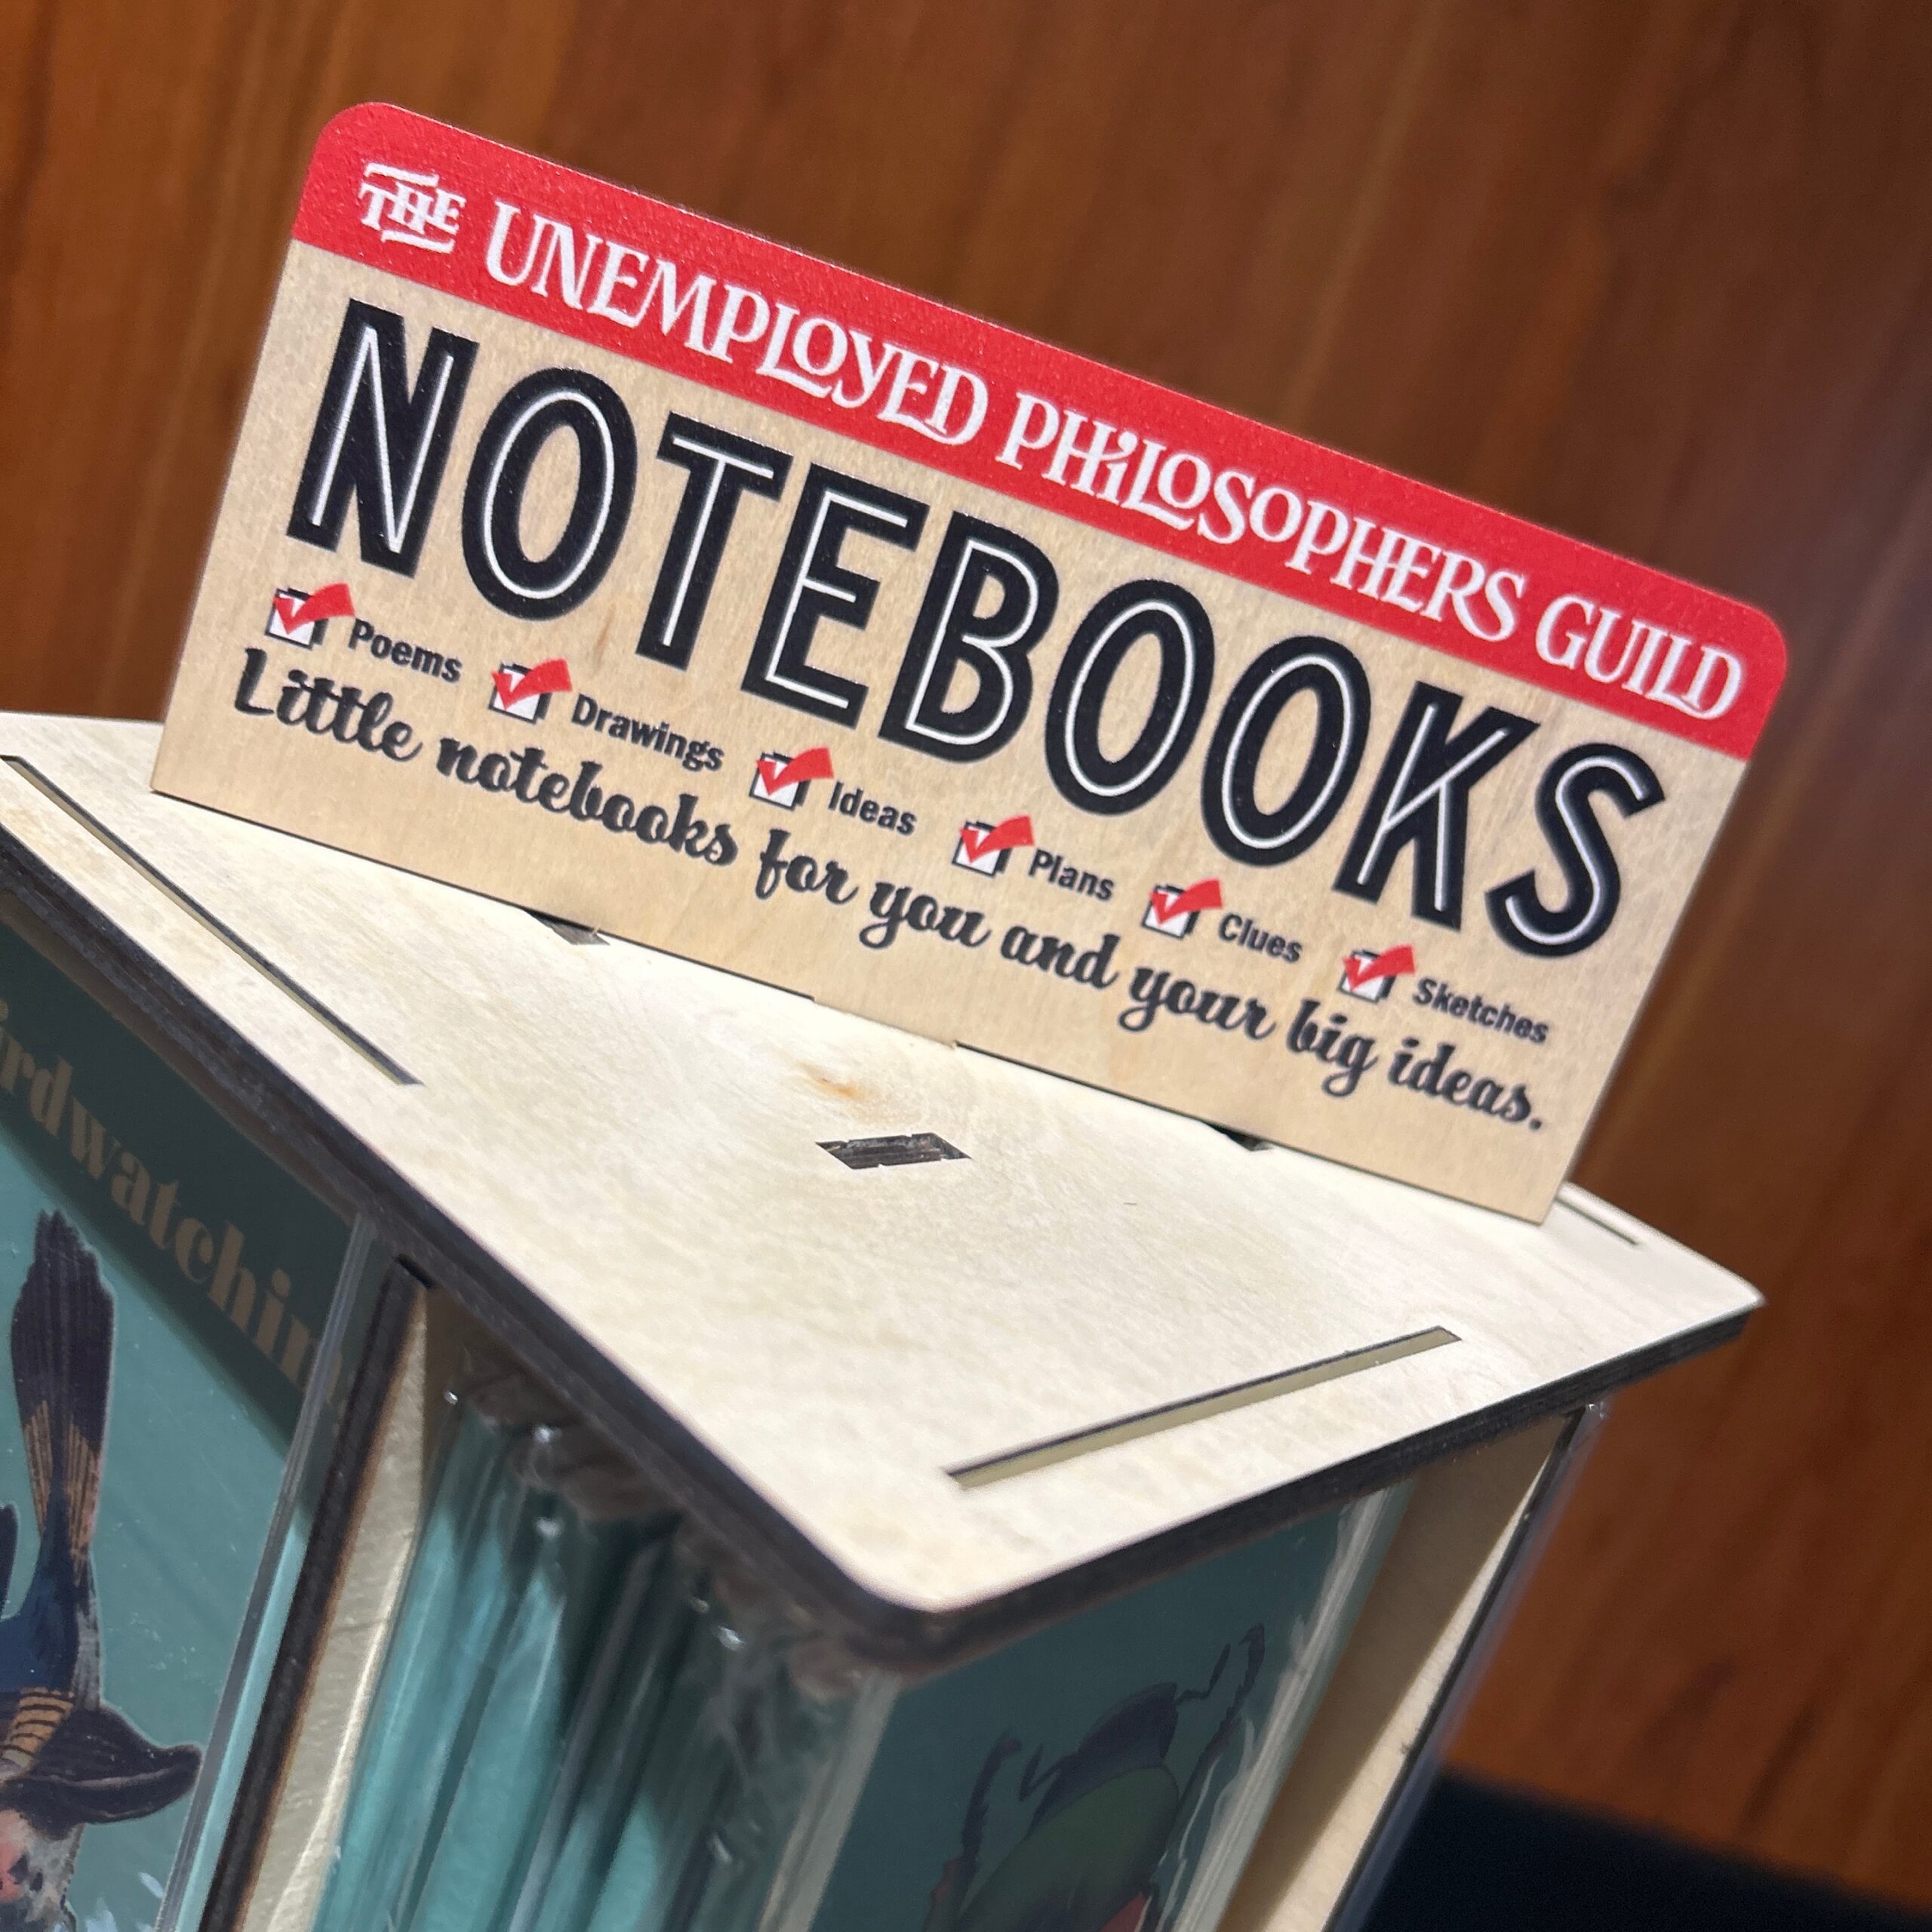 THE UNEMPLOYED PHILOSOPHERS GUILD
NOTEBOOKS
Poems Drawings Ideas Plans Clues Sketches
Little notebooks for you and your big ideas.
irdwatchin